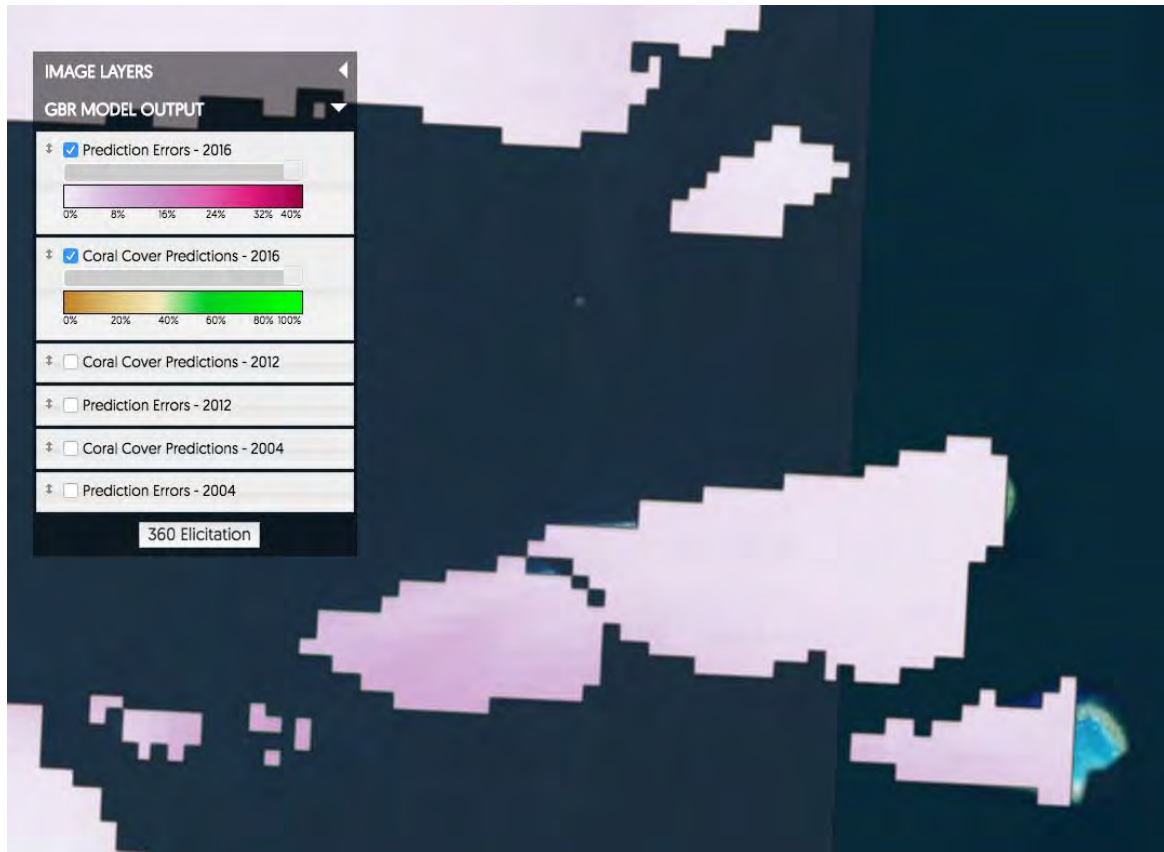 IMAGE LAYERS
GBR MODEL OUTPUT
Prediction Errors - 2016
0% 8% 16% 24% 32% 40%
Coral Cover Predictions - 2016
0% 20% 40% 60% 80% 100%
Coral Cover Predictions - 2012
Prediction Errors - 2012
Coral Cover Predictions - 2004
Prediction Errors - 2004
360 Elicitation